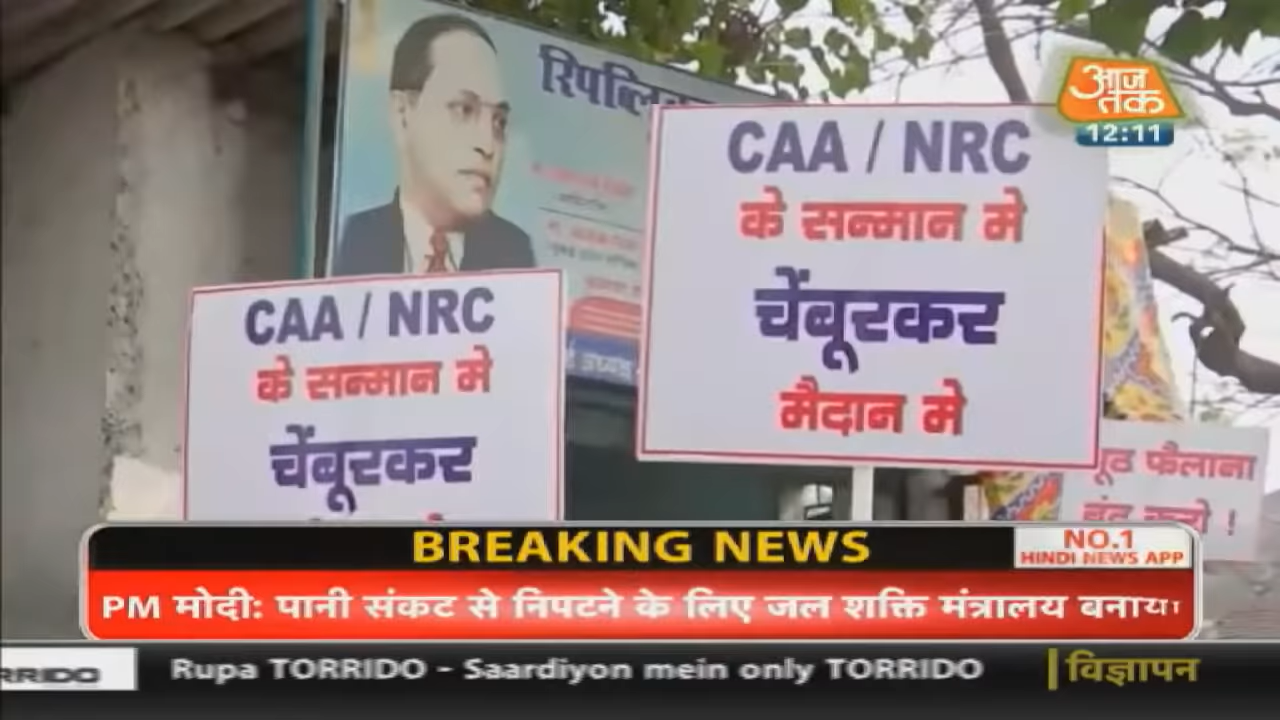 रिपब्लि
आज
तक
12:11
CAA / NRC
के सन्मान मे
चेंबूरकर
मैदान मे
CAA / NRC
के सन्मान मे
चेंबूरकर
फैलाना
BREAKING NEWS
NO.1
HINDI NEWS APP
PM मोदी: पानी संकट से निपटने के लिए जल शक्ति मंत्रालय बनाया
RRIDO
Rupa TORRIDO - Saardiyon mein only TORRIDO
विज्ञापन